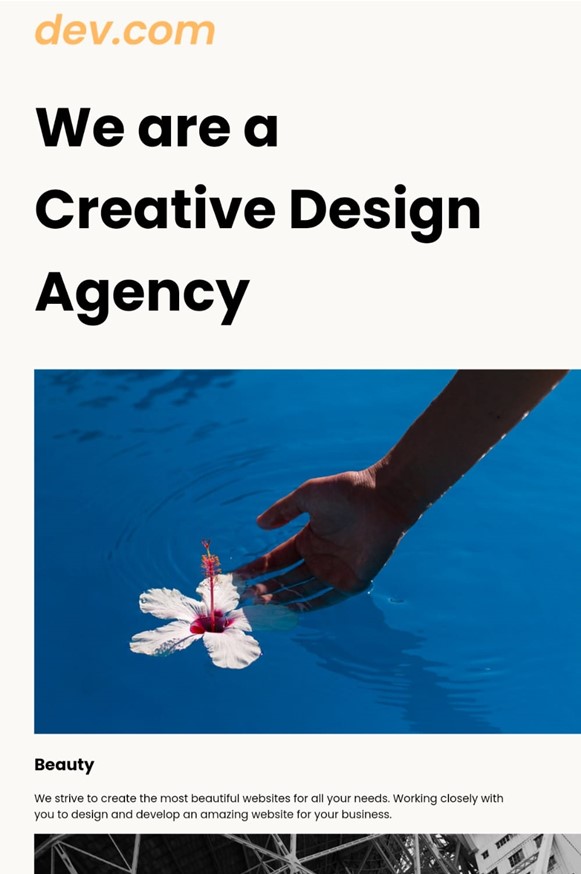 dev.com
We are a
Creative Design
Agency
Beauty
We strive to create the most beautiful websites for all your needs. Working closely with
you to design and develop an amazing website for your business.